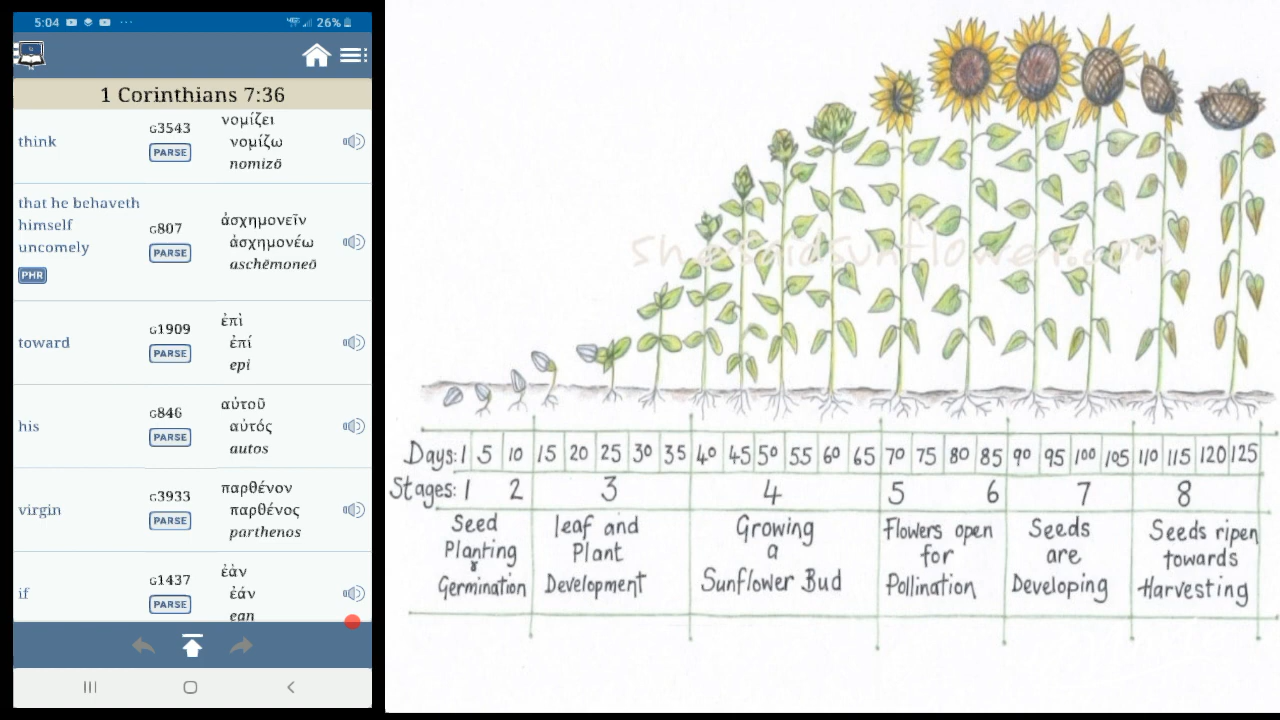 5:04
26%
1 Corinthians 7:36
think
G3543
PARSE
νομίζει
νομίζω
nomizō
that he behaveth
himself
uncomely
PHR
G807
PARSE
ἀσχημονεῖν
ἀσχημονέω
aschēmoneō
toward
G1909
PARSE
ἐπὶ
ἐπί
epi
his
G846
PARSE
αὐτοῦ
αὐτός
autos
virgin
G3933
PARSE
παρθένον
παρθένος
parthenos
if
G1437
PARSE
ἐὰν
ἐάν
ean
shesaidsunflower.com
Days: 1 5 10 15 20 25 30 35 40 45 50 55 60 65 70 75 80 85 90 95 100 105 110 115 120 125
Stages: 1 2 3 4 5 6 7 8
Seed
Planting
&
Germination
leaf and
Plant
Development
Growing
a
Sunflower Bud
Flowers open
for
Pollination
Seeds
are
Developing
Seeds ripen
towards
Harvesting